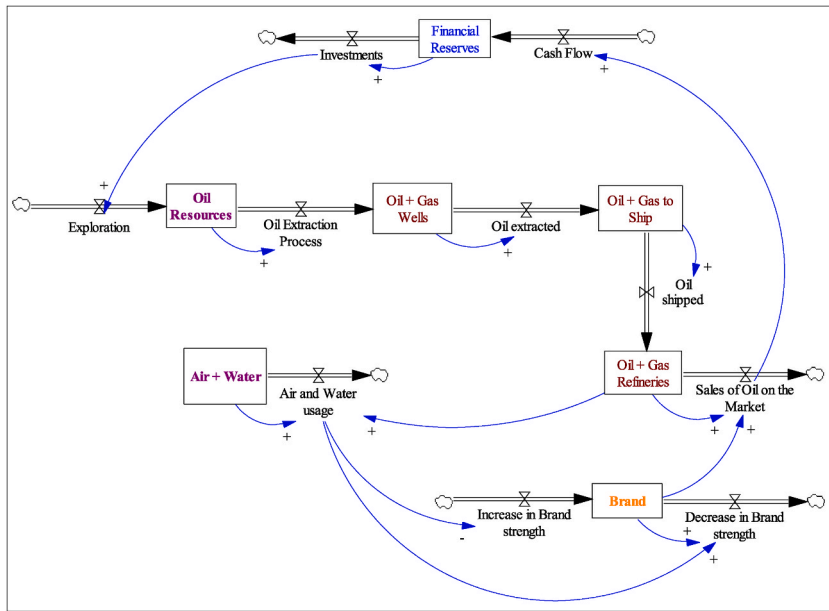 Financial
Reserves
Investments
Cash Flow
+
+
+
Exploration
Oil
Resources
Oil Extraction
Process
+
Oil + Gas
Wells
Oil extracted
+
Oil + Gas to
Ship
+
Oil
shipped
Air + Water
Air and Water
usage
+
+
Oil + Gas
Refineries
Sales of Oil on the
Market
+
+
Increase in Brand
strength
-
Brand
Decrease in Brand
strength
+
+